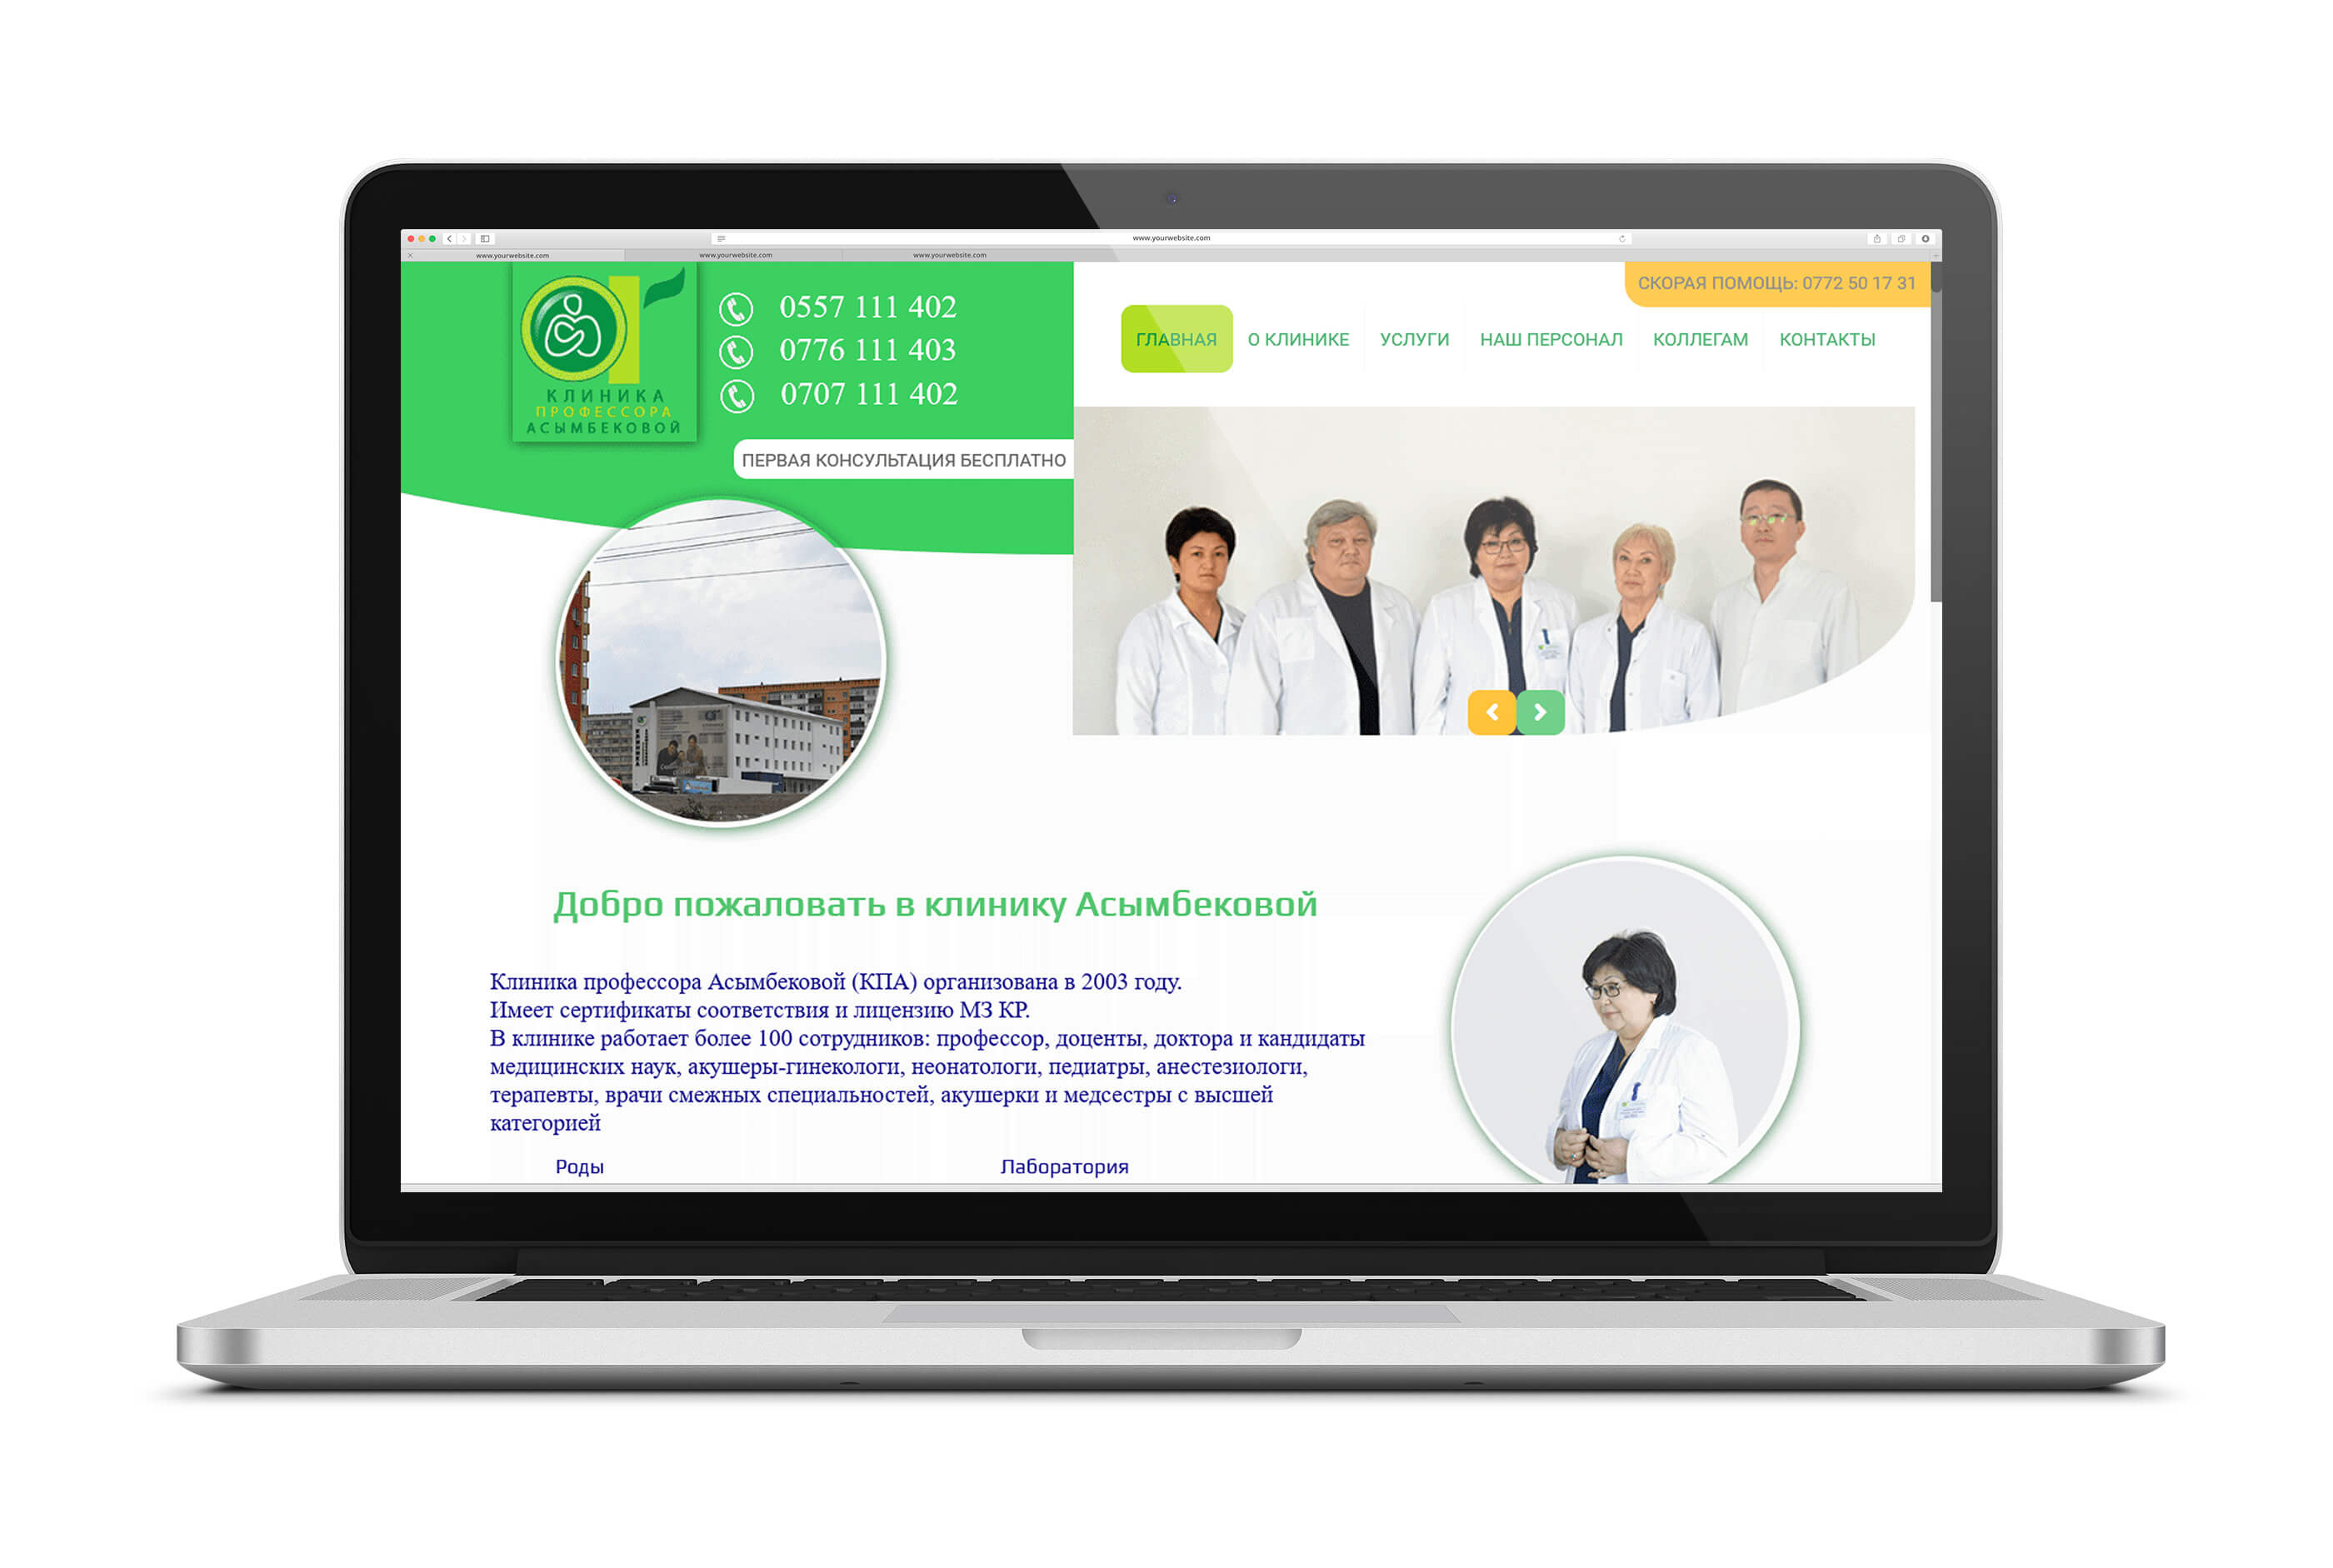 www.yourwebsite.com
www.yourwebsite.com
www.yourwebsite.com
www.yourwebsite.com
КЛИНИКА
ПРОФЕССОРА
АСЫМБЕКОВОЙ
0557 111 402
0776 111 403
0707 111 402
ПЕРВАЯ КОНСУЛЬТАЦИЯ БЕСПЛАТНО
СКОРАЯ ПОМОЩЬ: 0772 50 17 31
ГЛАВНАЯ
О КЛИНИКЕ
УСЛУГИ
НАШ ПЕРСОНАЛ
КОЛЛЕГАМ
КОНТАКТЫ
Добро пожаловать в клинику Асымбековой
Клиника профессора Асымбековой (КПА) организована в 2003 году.
Имеет сертификаты соответствия и лицензию МЗ КР.
В клинике работает более 100 сотрудников: профессор, доценты, доктора и кандидаты
медицинских наук, акушеры-гинекологи, неонатологи, педиатры, анестезиологи,
терапевты, врачи смежных специальностей, акушерки и медсестры с высшей
категорией
Роды
Лаборатория